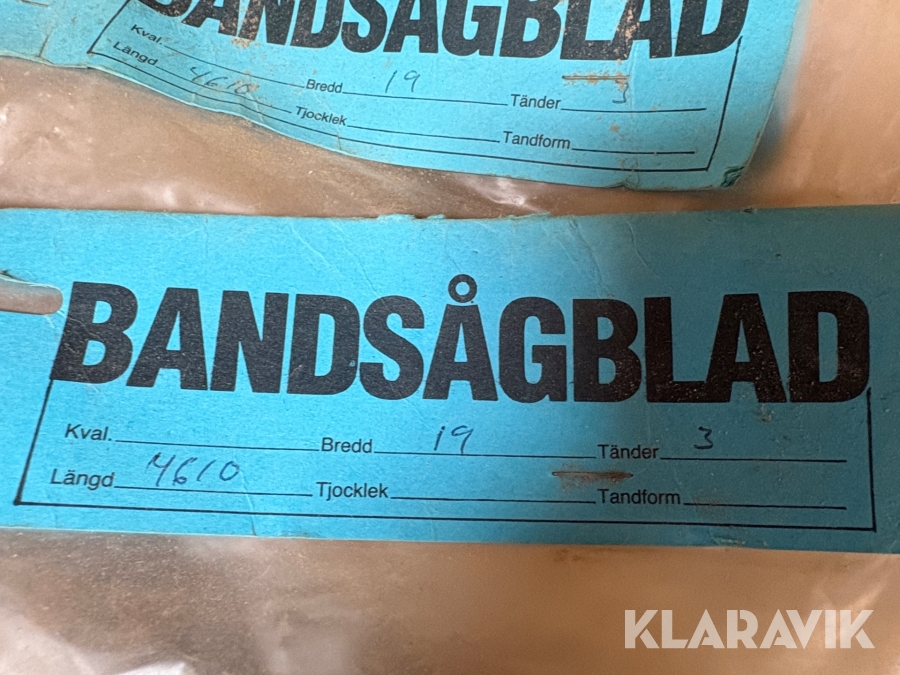 BANDSÅGBLAD
Kval. Bredd 19 Tänder 3
Längd 4610 Tjocklek Tandform
BANDSÅGBLAD
Kval. Bredd 19 Tänder 3
Längd 4610 Tjocklek Tandform
KLARAVIK